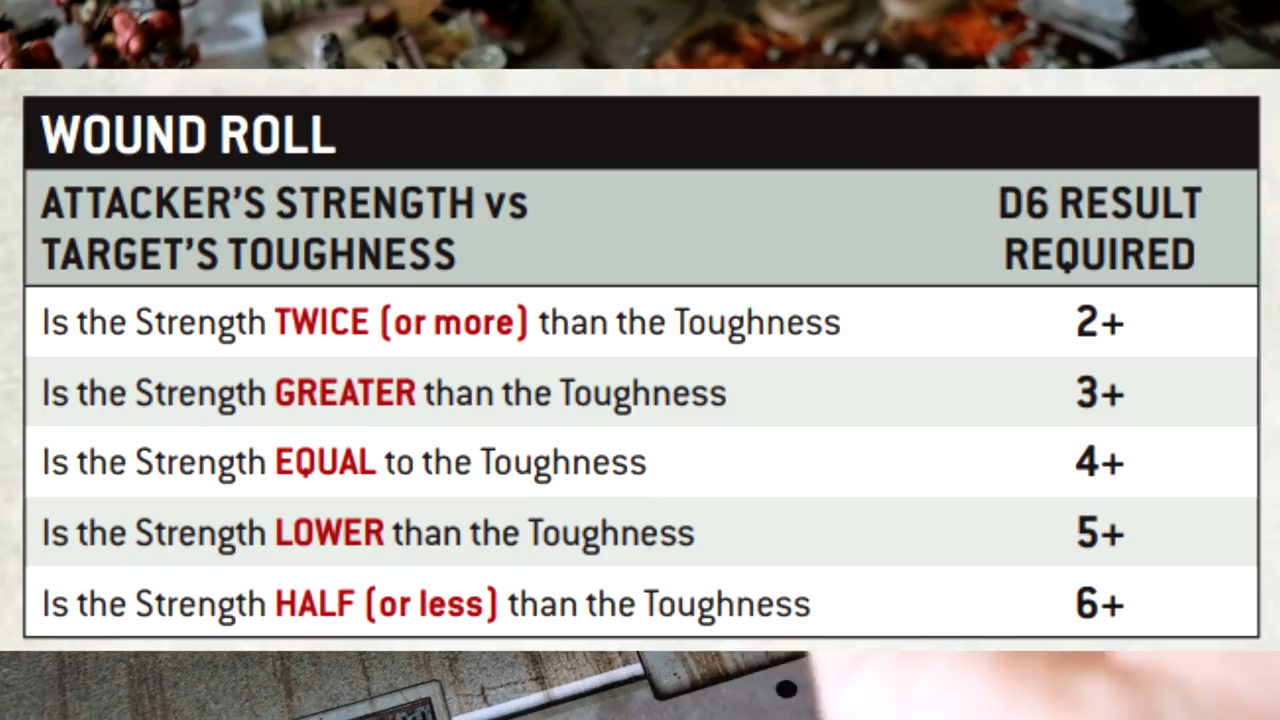 WOUND ROLL
ATTACKER'S STRENGTH vs
TARGET'S TOUGHNESS
D6 RESULT
REQUIRED
Is the Strength TWICE (or more) than the Toughness 2+
Is the Strength GREATER than the Toughness 3+
Is the Strength EQUAL to the Toughness 4+
Is the Strength LOWER than the Toughness 5+
Is the Strength HALF (or less) than the Toughness 6+